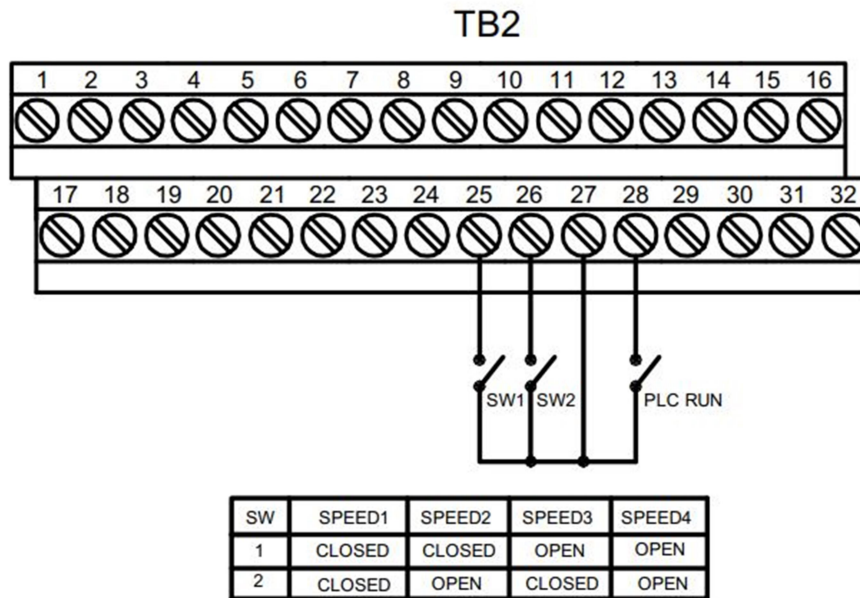 TB2
1 2 3 4 5 6 7 8 9 10 11 12 13 14 15 16
17 18 19 20 21 22 23 24 25 26 27 28 29 30 31 32
SW1 SW2 PLC RUN
SW SPEED1 SPEED2 SPEED3 SPEED4
1 CLOSED CLOSED OPEN OPEN
2 CLOSED OPEN CLOSED OPEN